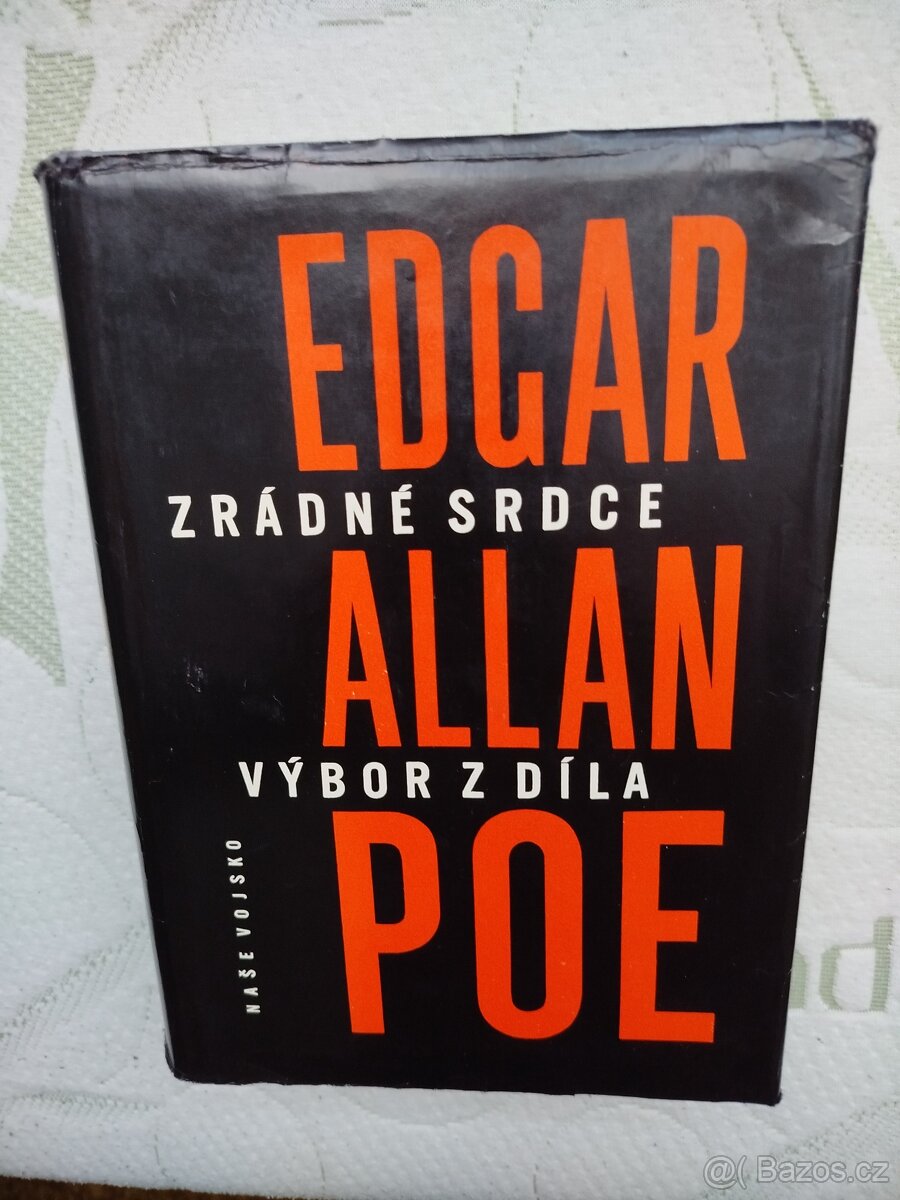 EDGAR
ZRÁDNÉ SRDCE
ALLAN
VÝBOR Z DÍLA
POE
NAŠE VOJSKO
@( Bazos.cz